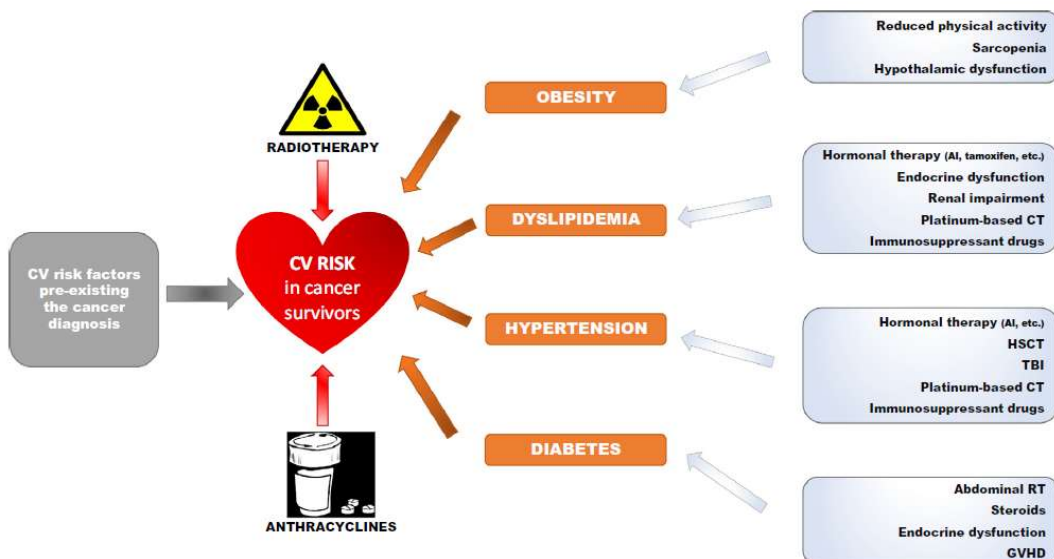 RADIOTHERAPY
CV risk factors
pre-existing
the cancer
diagnosis
CV RISK
in cancer
survivors
ANTHRACYCLINES
OBESITY
DYSLIPIDEMIA
HYPERTENSION
DIABETES
Reduced physical activity
Sarcopenia
Hypothalamic dysfunction
Hormonal therapy (AI, tamoxifen, etc.)
Endocrine dysfunction
Renal impairment
Platinum-based CT
Immunosuppressant drugs
Hormonal therapy (AI, etc.)
HSCT
TBI
Platinum-based CT
Immunosuppressant drugs
Abdominal RT
Steroids
Endocrine dysfunction
GVHD